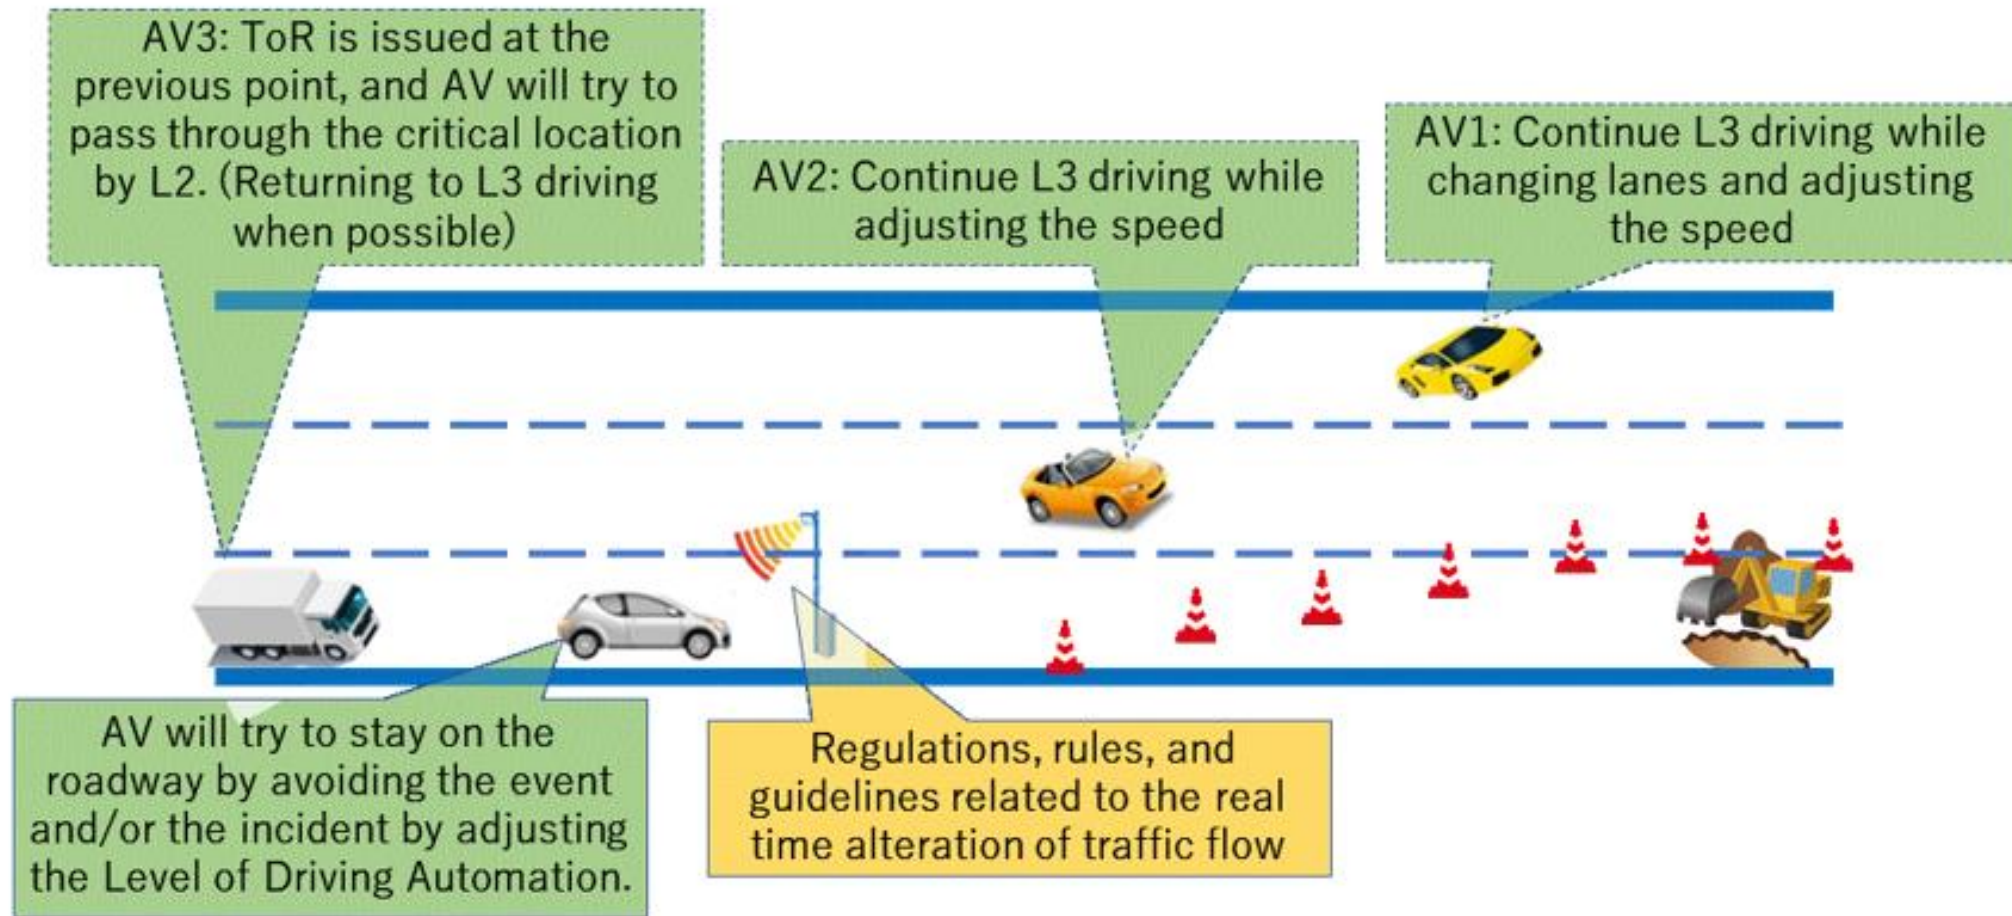 AV3: ToR is issued at the
previous point, and AV will try to
pass through the critical location
by L2. (Returning to L3 driving
when possible)
AV2: Continue L3 driving while
adjusting the speed
AV1: Continue L3 driving while
changing lanes and adjusting
the speed
AV will try to stay on the
roadway by avoiding the event
and/or the incident by adjusting
the Level of Driving Automation.
Regulations, rules, and
guidelines related to the real
time alteration of traffic flow